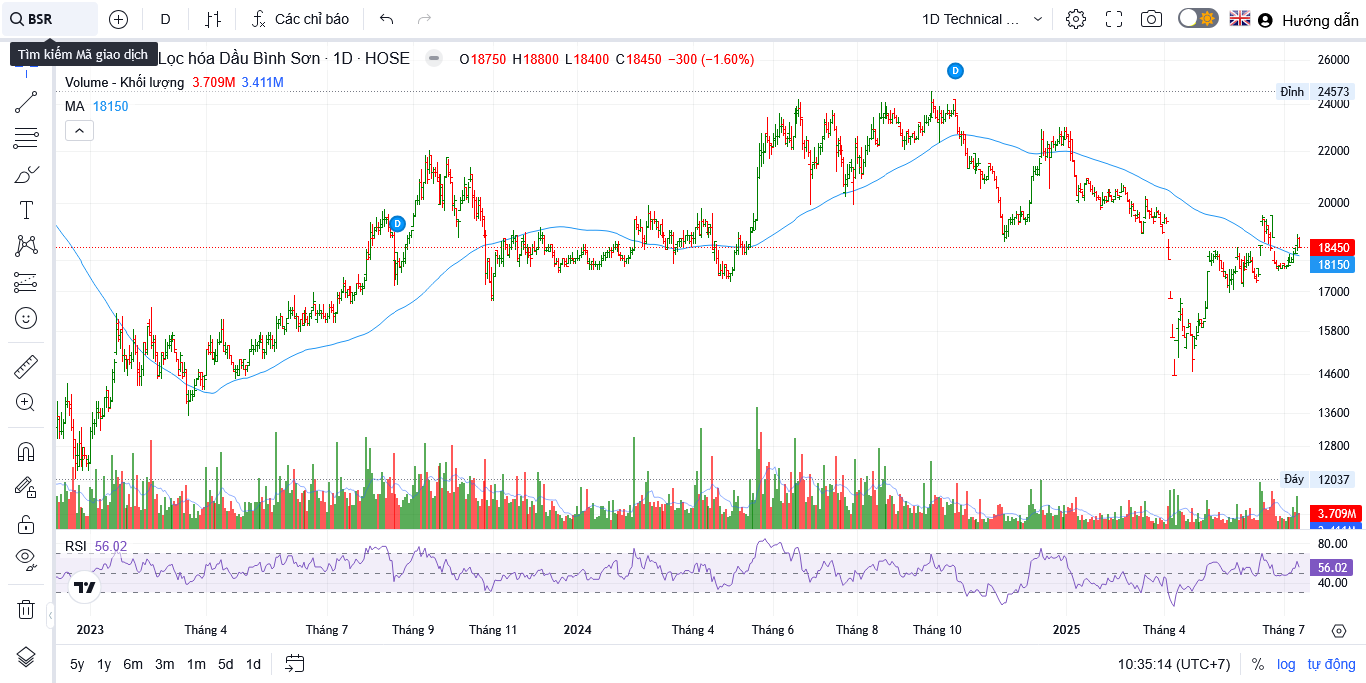 BSR
D
Các chỉ báo
1D Technical ...
Hướng dẫn
Tìm kiếm Mã giao dịch
Lọc hóa Dầu Bình Sơn · 1D · HOSE
O18750 H18800 L18400 C18450 −300 (−1.60%)
Volume - Khối lượng 3.709M 3.411M
MA 18150
D
D
26000
Đỉnh 24573
24000
22000
20000
18450
18150
17000
15800
14600
13600
12800
Đáy 12037
3.709M
RSI 56.02
80.00
56.02
40.00
2023 Tháng 4 Tháng 7 Tháng 9 Tháng 11 2024 Tháng 4 Tháng 6 Tháng 8 Tháng 10 2025 Tháng 4 Tháng 7
5y 1y 6m 3m 1m 5d 1d
10:35:14 (UTC+7) % log tự động